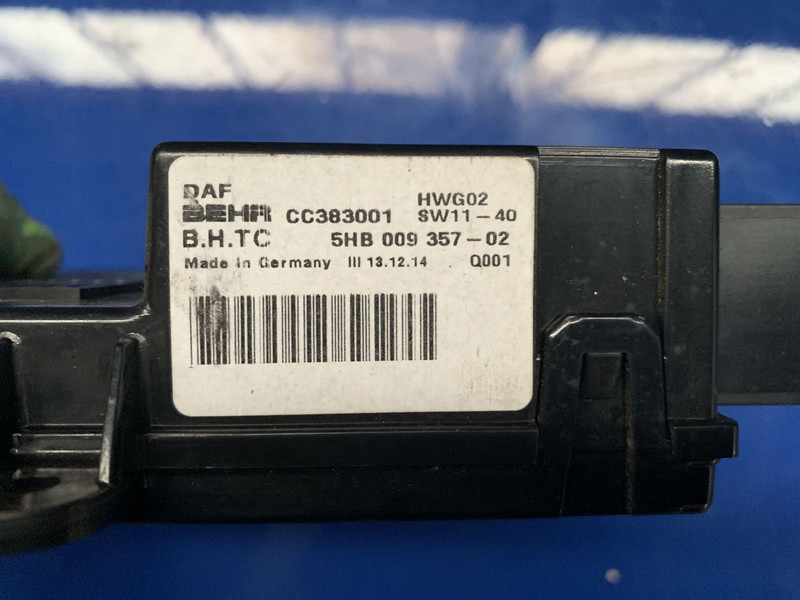 DAF
HWG02
BEHR CC383001 SW11-40
B.H.TC 5HB 009 357-02
Made in Germany III 13.12.14 Q001